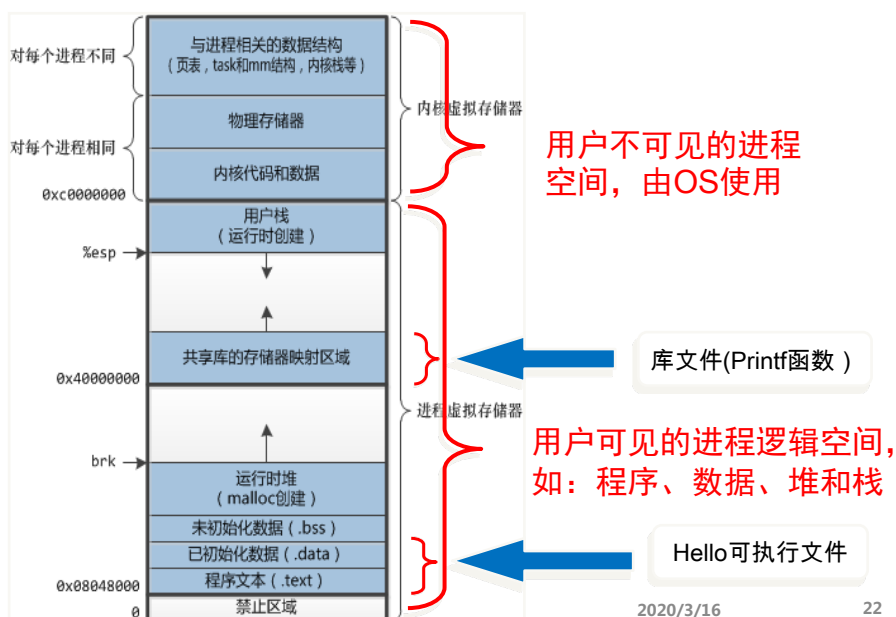 对每个进程不同
与进程相关的数据结构
（页表，task和mm结构，内核栈等）
内核虚拟存储器
物理存储器
对每个进程相同
内核代码和数据
0xc0000000
用户不可见的进程
空间，由OS使用
用户栈
（运行时创建）
%esp
共享库的存储器映射区域
0x40000000
库文件(Printf函数）
进程虚拟存储器
brk
用户可见的进程逻辑空间，
如：程序、数据、堆和栈
运行时堆
（malloc创建）
未初始化数据（.bss）
已初始化数据（.data）
Hello可执行文件
程序文本（.text）
0x08048000
禁止区域
0
2020/3/16
22